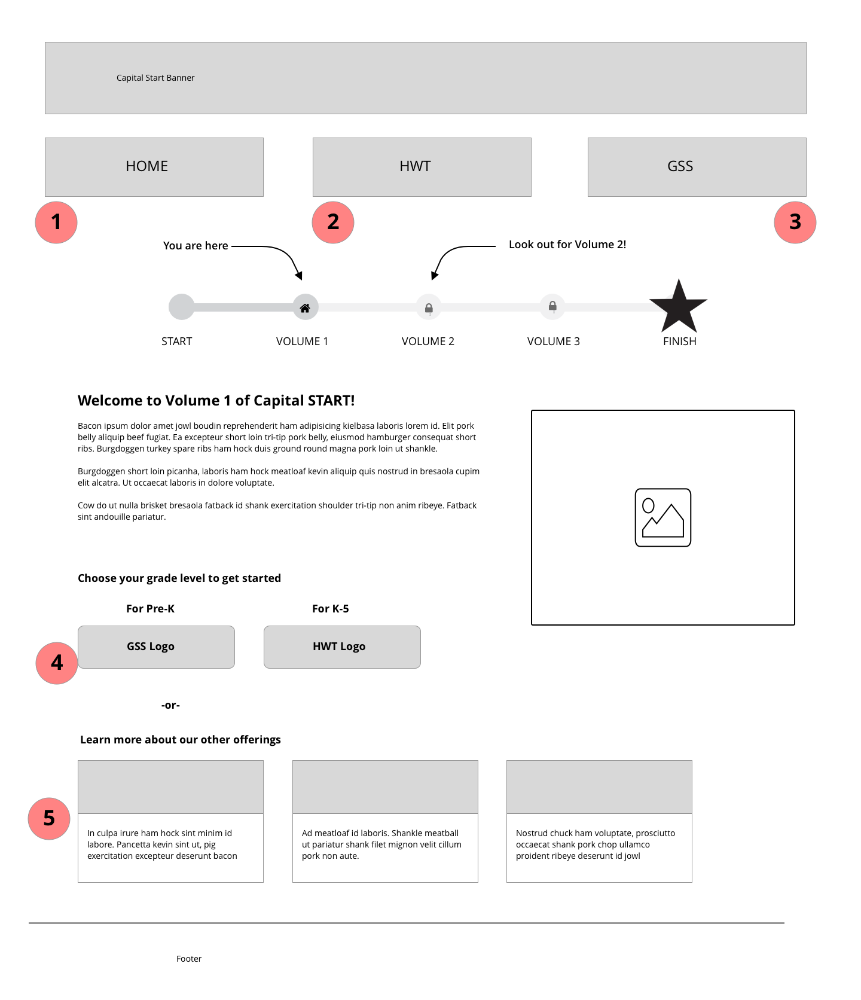 Capital Start Banner
HOME
HWT
GSS
1
2
3
You are here
Look out for Volume 2!
START
VOLUME 1
VOLUME 2
VOLUME 3
FINISH
Welcome to Volume 1 of Capital START!
Bacon ipsum dolor amet jowl boudin reprehenderit ham adipisicing kielbasa laboris lorem id. Elit pork
belly aliquip beef fugiat. Ea excepteur short loin tri-tip pork belly, eiusmod hamburger consequat short
ribs. Burgdoggen turkey spare ribs ham hock duis ground round magna pork loin ut shankle.
Burgdoggen short loin picanha, laboris ham hock meatloaf kevin aliquip quis nostrud in bresaola cupim
elit alcatra. Ut occaecat laboris in dolore voluptate.
Cow do ut nulla brisket bresaola fatback id shank exercitation shoulder tri-tip non anim ribeye. Fatback
sint andouille pariatur.
Choose your grade level to get started
For Pre-K
For K-5
GSS Logo
HWT Logo
4
-or-
Learn more about our other offerings
5
In culpa irure ham hock sint minim id
labore. Pancetta kevin sint ut, pig
exercitation excepteur deserunt bacon
Ad meatloaf id laboris. Shankle meatball
ut pariatur shank filet mignon velit cillum
pork non aute.
Nostrud chuck ham voluptate, prosciutto
occaecat shank pork chop ullamco
proident ribeye deserunt id jowl
Footer